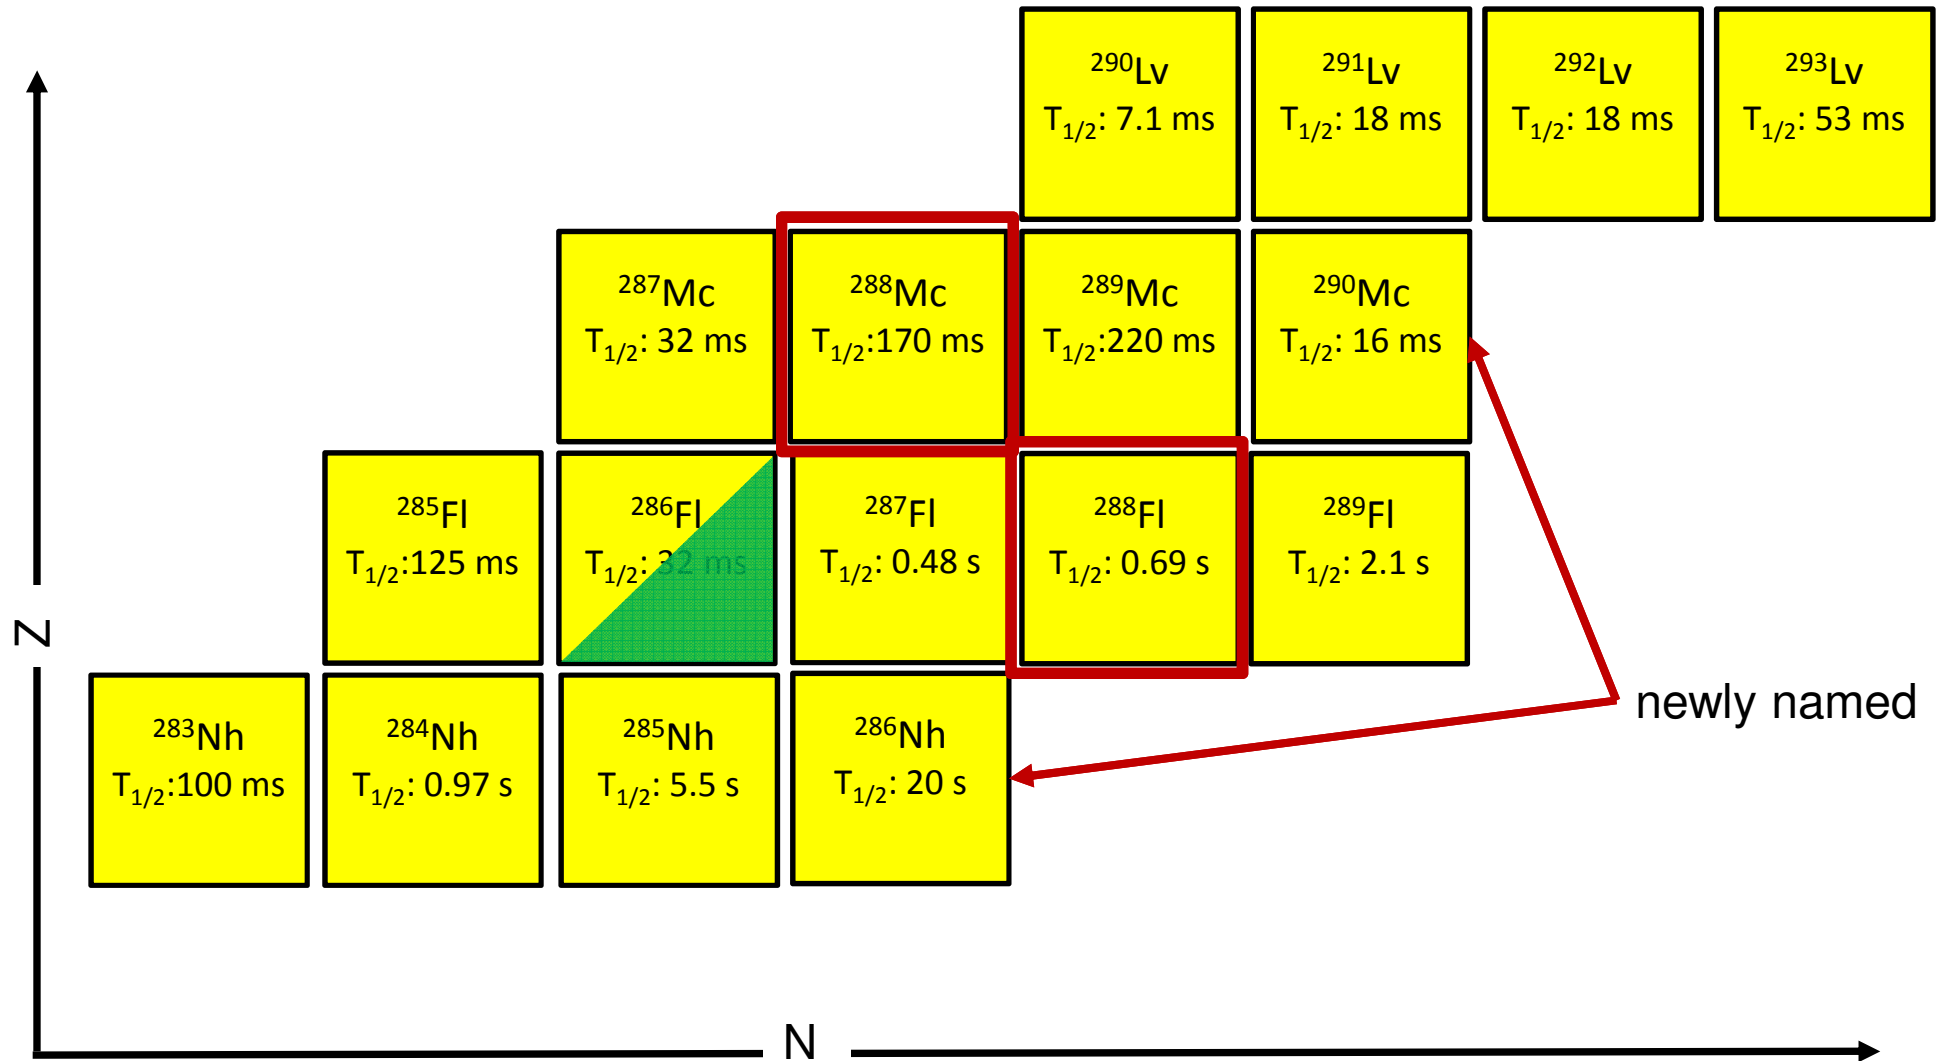 ²⁹⁰Lv
T₁/₂: 7.1 ms
²⁹¹Lv
T₁/₂: 18 ms
²⁹²Lv
T₁/₂: 18 ms
²⁹³Lv
T₁/₂: 53 ms
²⁸⁷Mc
T₁/₂: 32 ms
²⁸⁸Mc
T₁/₂:170 ms
²⁸⁹Mc
T₁/₂:220 ms
²⁹⁰Mc
T₁/₂: 16 ms
²⁸⁵Fl
T₁/₂:125 ms
²⁸⁶Fl
T₁/₂: 32 ms
²⁸⁷Fl
T₁/₂: 0.48 s
²⁸⁸Fl
T₁/₂: 0.69 s
²⁸⁹Fl
T₁/₂: 2.1 s
Z
newly named
²⁸³Nh
T₁/₂:100 ms
²⁸⁴Nh
T₁/₂: 0.97 s
²⁸⁵Nh
T₁/₂: 5.5 s
²⁸⁶Nh
T₁/₂: 20 s
N